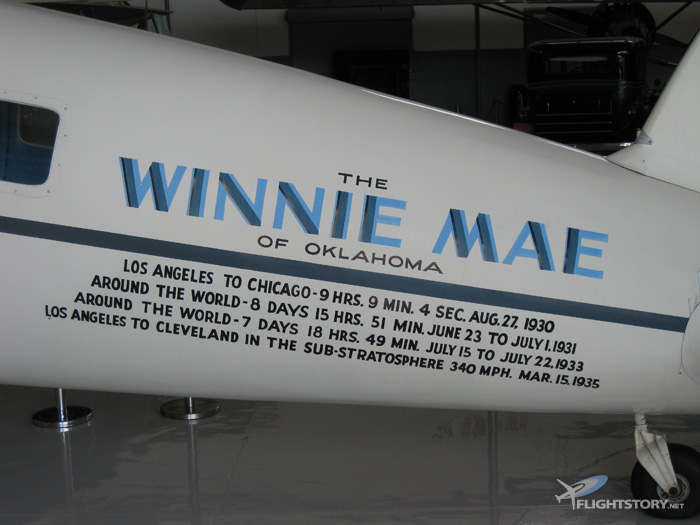 THE
WINNIE MAE
OF OKLAHOMA
LOS ANGELES TO CHICAGO-9 HRS. 9 MIN. 4 SEC. AUG. 27, 1930
AROUND THE WORLD-8 DAYS 15 HRS. 51 MIN. JUNE 23 TO JULY 1, 1931
AROUND THE WORLD-7 DAYS 18 HRS. 49 MIN. JULY 15 TO JULY 22, 1933
LOS ANGELES TO CLEVELAND IN THE SUB-STRATOSPHERE 340 MPH. MAR. 15, 1935
FLIGHTSTORY.NET